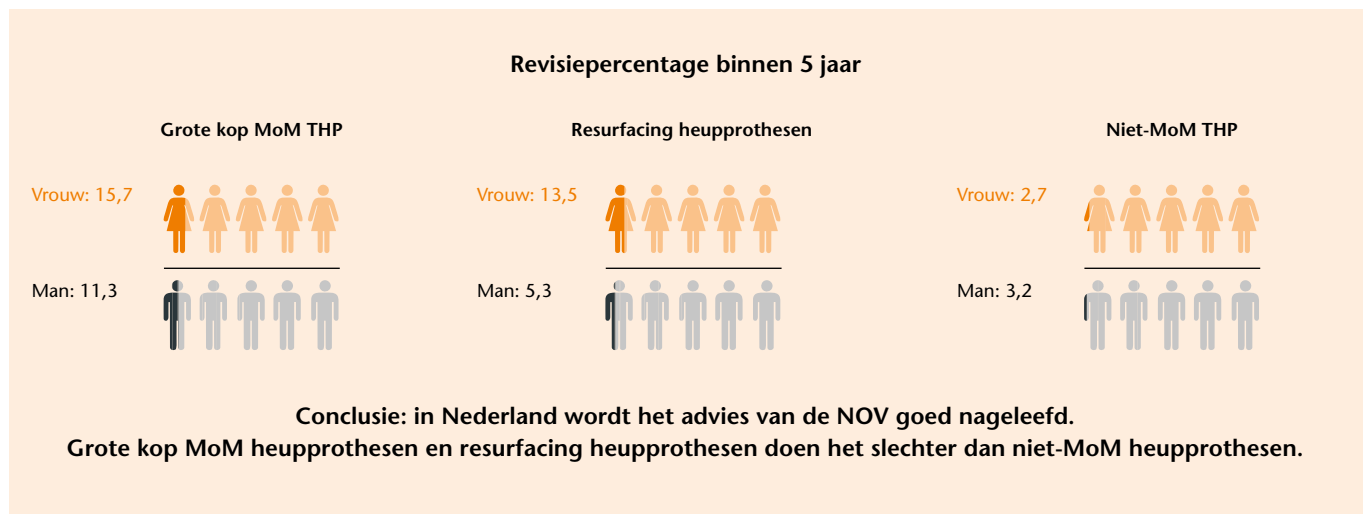 Revisiepercentage binnen 5 jaar
Grote kop MoM THP
Vrouw: 15,7
Man: 11,3
Resurfacing heupprothesen
Vrouw: 13,5
Man: 5,3
Niet-MoM THP
Vrouw: 2,7
Man: 3,2
Conclusie: in Nederland wordt het advies van de NOV goed nageleefd.
Grote kop MoM heupprothesen en resurfacing heupprothesen doen het slechter dan niet-MoM heupprothesen.